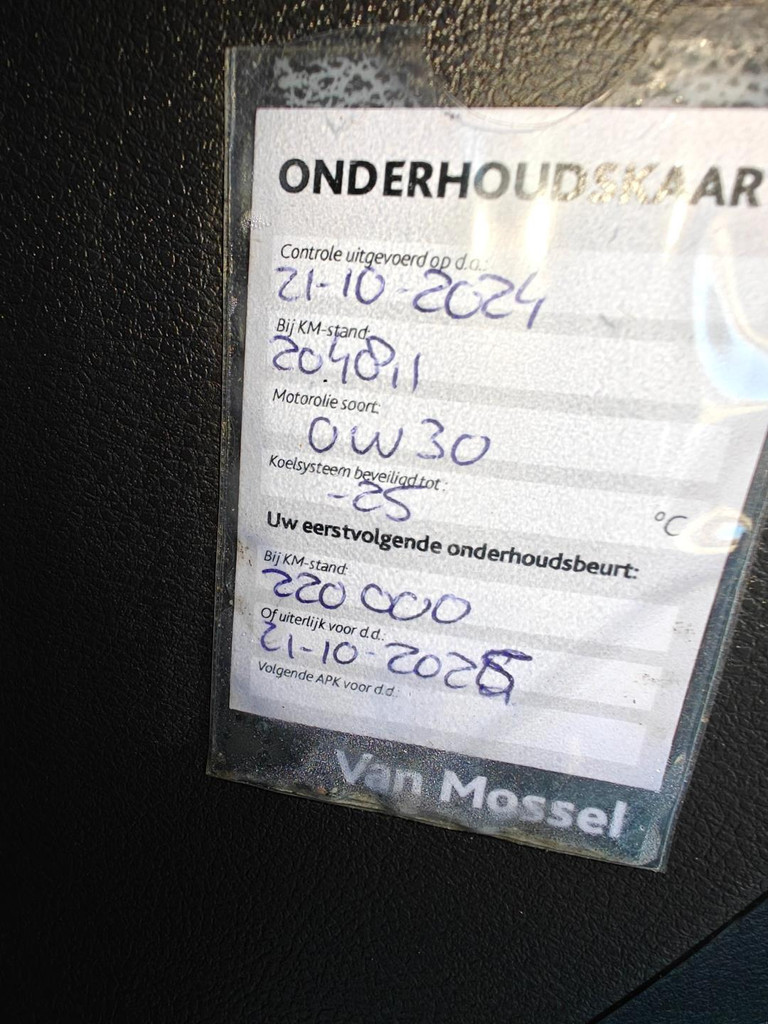 ONDERHOUDSKAAR
Controle uitgevoerd op d.d.:
21-10-2024
Bij KM-stand:
204811
Motorolie soort:
0W30
Koelsysteem beveiligd tot:
-25 °C
Uw eerstvolgende onderhoudsbeurt:
Bij KM-stand:
220 000
Of uiterlijk voor d.d.:
21-10-2025
Volgende APK voor d.d.
Van Mossel